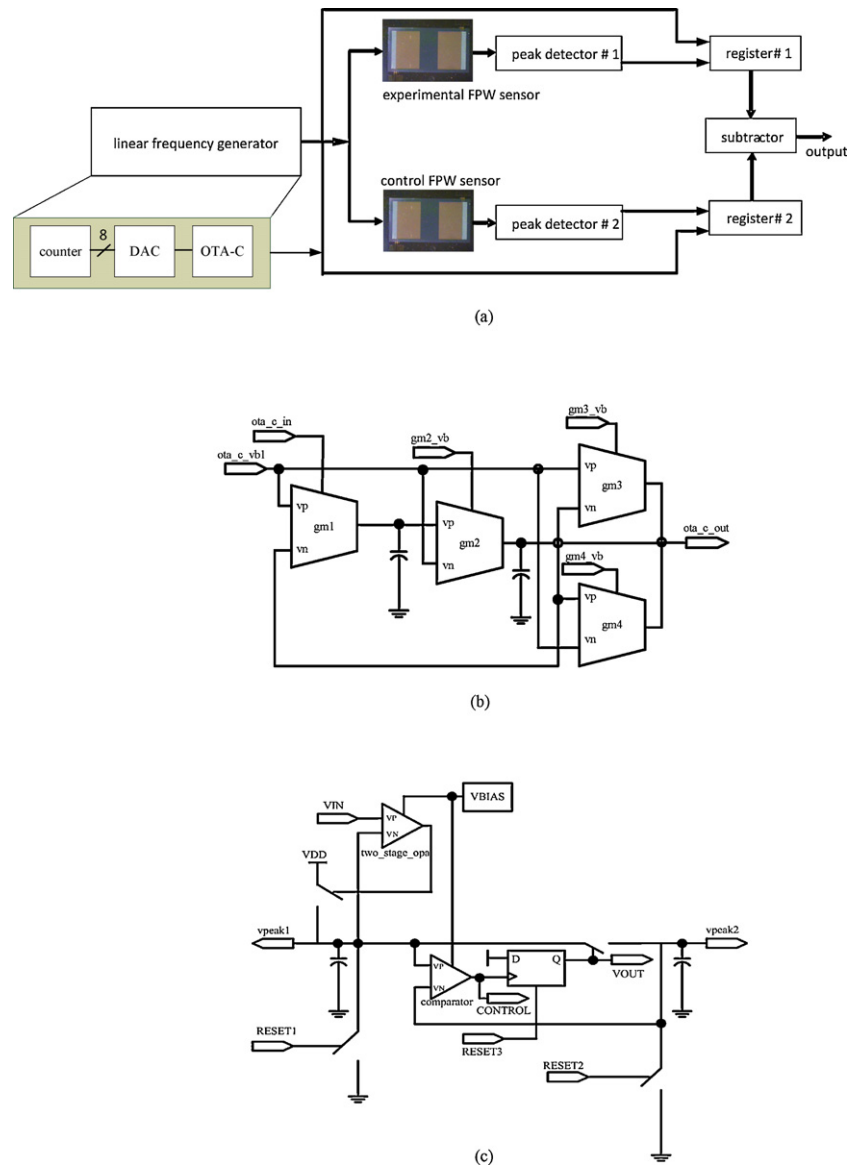 peak detector # 1
register# 1
experimental FPW sensor
linear frequency generator
subtractor
output
control FPW sensor
peak detector # 2
register# 2
8
counter
DAC
OTA-C
(a)
ota_c_in
gm2_vb
gm3_vb
ota_c_vb1
vp
gm3
vn
vp
gm1
vn
vp
gm2
vn
ota_c_out
gm4_vb
vp
gm4
vn
(b)
VIN
VP
VBIAS
VN
two_stage_opa
VDD
vpeak1
vpeak2
D
Q
VP
VN
VOUT
comparator
CONTROL
RESET1
RESET3
RESET2
(c)